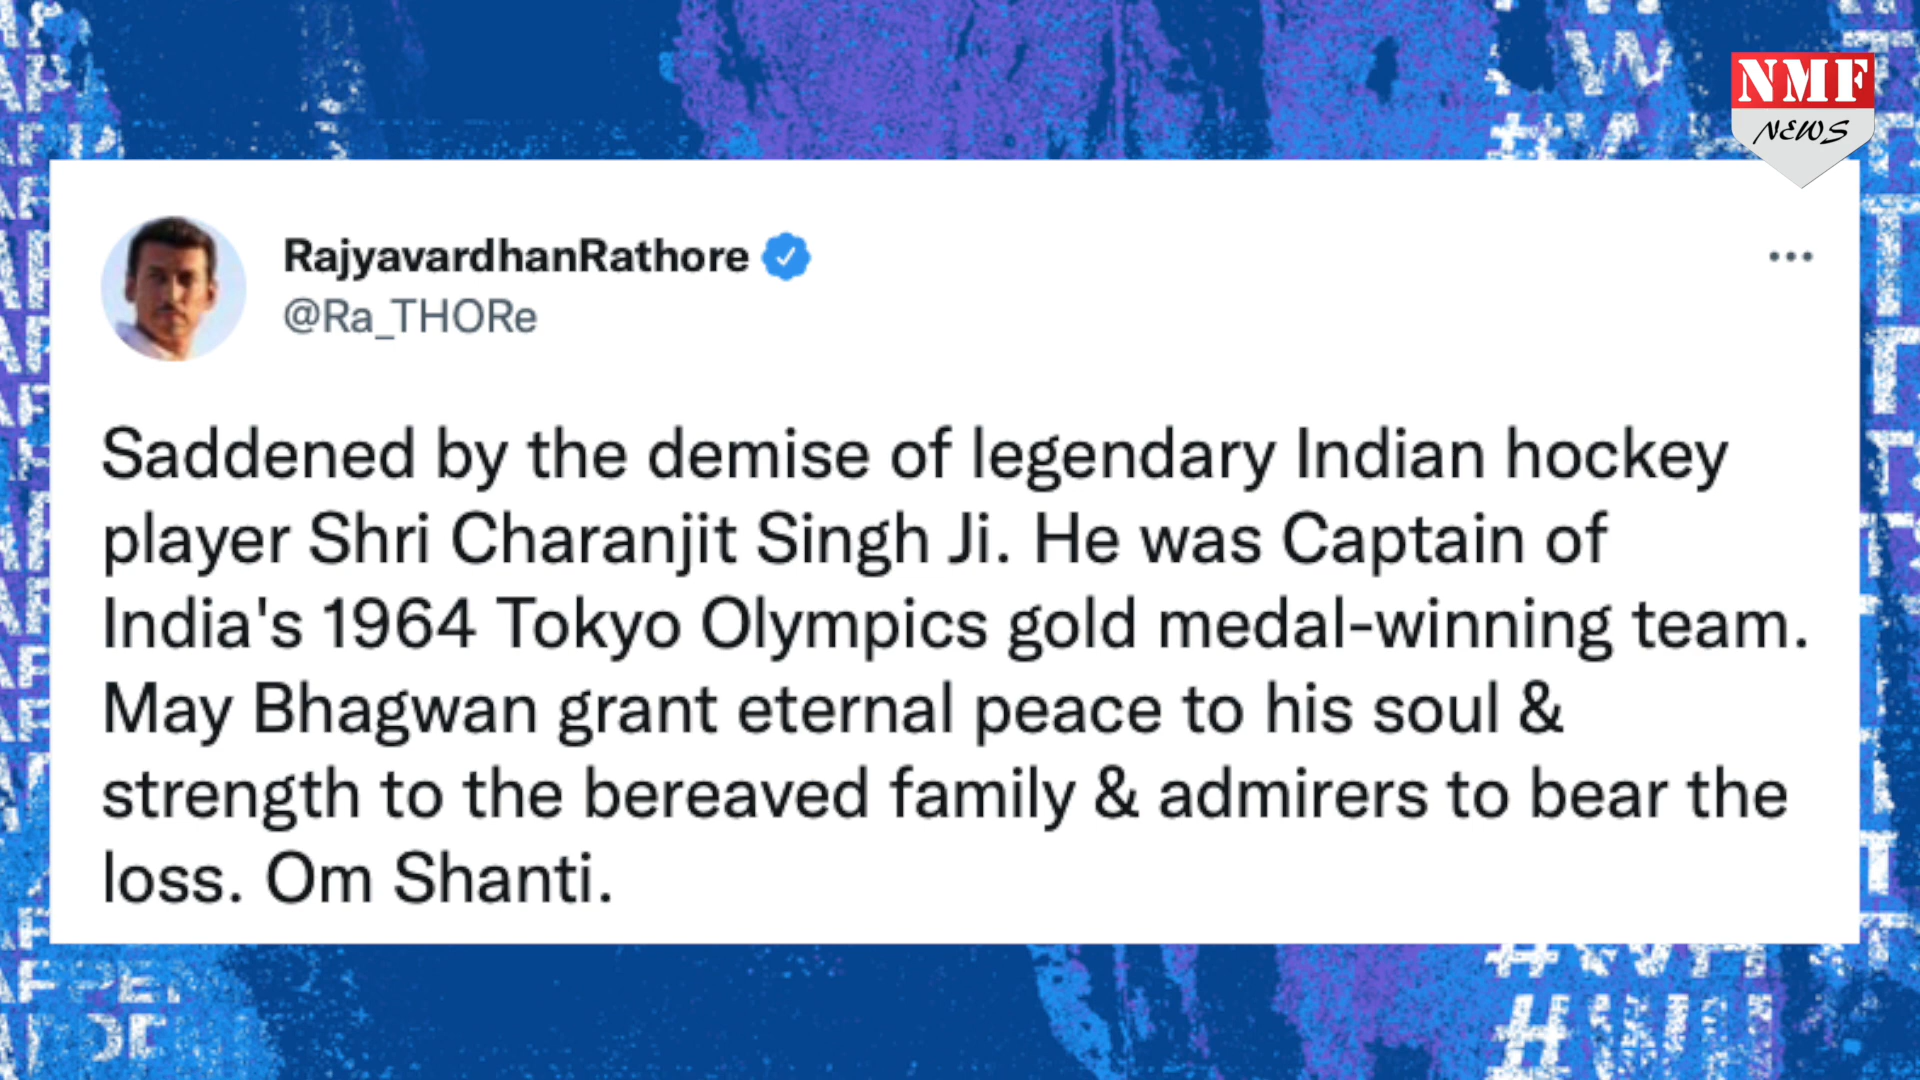 NMF
NEWS
RajyavardhanRathore
@Ra_THORe
Saddened by the demise of legendary Indian hockey
player Shri Charanjit Singh Ji. He was Captain of
India's 1964 Tokyo Olympics gold medal-winning team.
May Bhagwan grant eternal peace to his soul &
strength to the bereaved family & admirers to bear the
loss. Om Shanti.